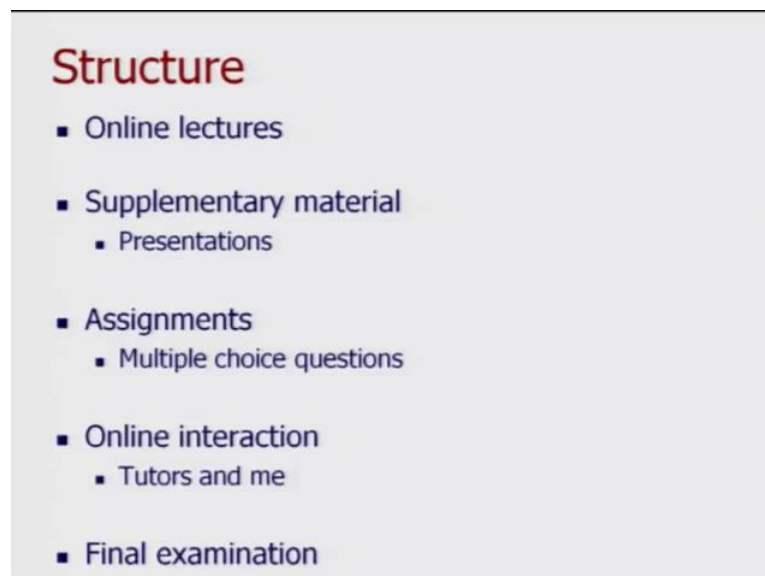 Structure
▪ Online lectures
▪ Supplementary material
▪ Presentations
▪ Assignments
▪ Multiple choice questions
▪ Online interaction
▪ Tutors and me
▪ Final examination